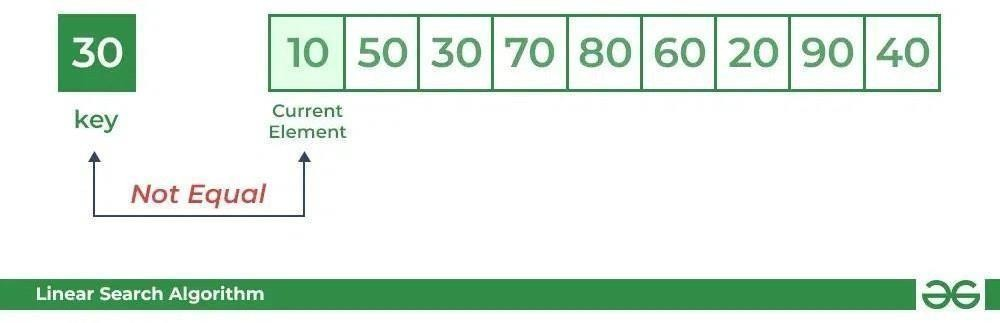 30 10 50 30 70 80 60 20 90 40
key
Current
Element
Not Equal
Linear Search Algorithm